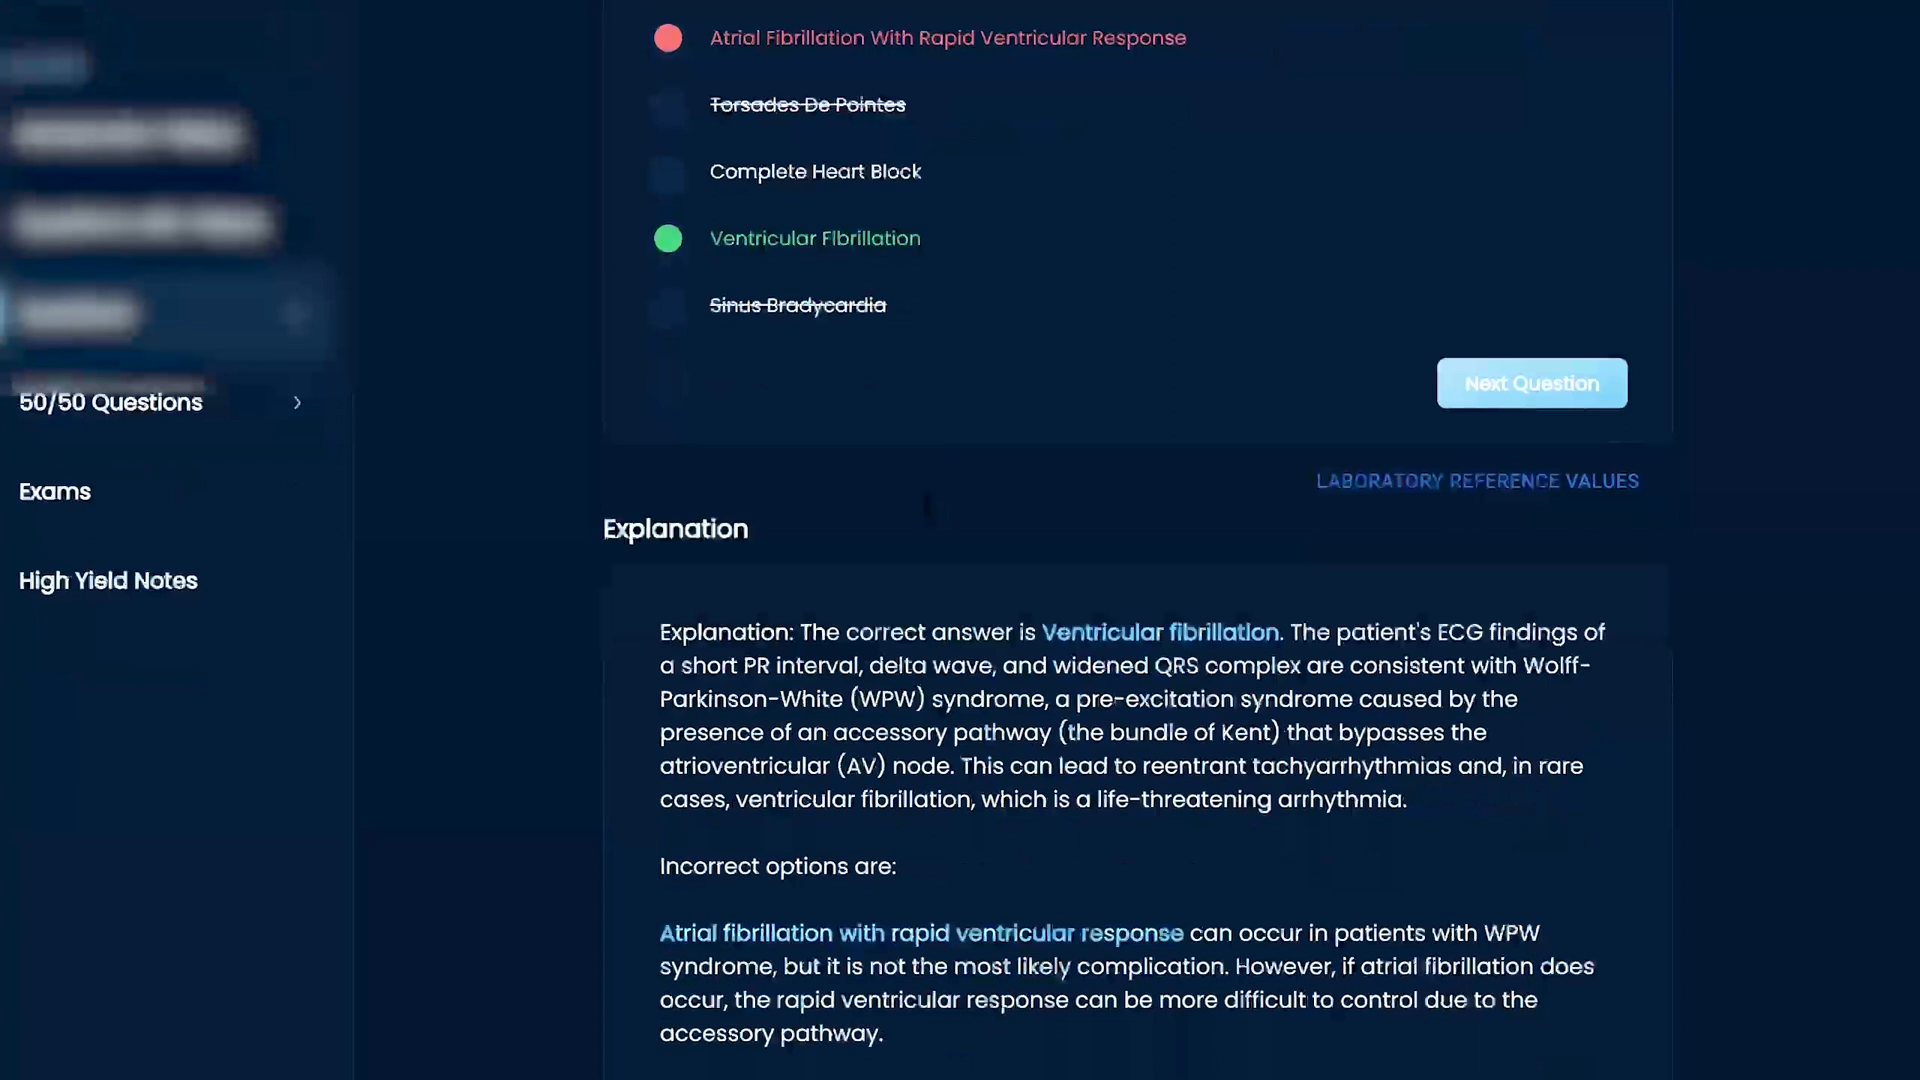 Atrial Fibrillation With Rapid Ventricular Response
Torsades De Pointes
Complete Heart Block
Ventricular Fibrillation
Sinus Bradycardia
Next Question
50/50 Questions
Exams
High Yield Notes
LABORATORY REFERENCE VALUES
Explanation
Explanation: The correct answer is Ventricular fibrillation. The patient's ECG findings of
a short PR interval, delta wave, and widened QRS complex are consistent with Wolff-
Parkinson-White (WPW) syndrome, a pre-excitation syndrome caused by the
presence of an accessory pathway (the bundle of Kent) that bypasses the
atrioventricular (AV) node. This can lead to reentrant tachyarrhythmias and, in rare
cases, ventricular fibrillation, which is a life-threatening arrhythmia.
Incorrect options are:
Atrial fibrillation with rapid ventricular response can occur in patients with WPW
syndrome, but it is not the most likely complication. However, if atrial fibrillation does
occur, the rapid ventricular response can be more difficult to control due to the
accessory pathway.